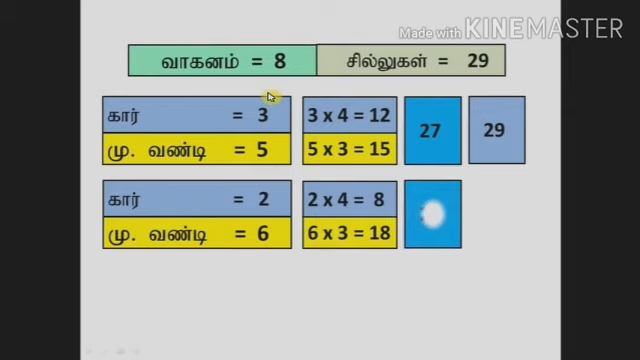 Made with KINEMASTER
வாகனம் = 8 சில்லுகள் = 29
கார் = 3 3 x 4 = 12 27 29
மு. வண்டி = 5 5 x 3 = 15
கார் = 2 2 x 4 = 8
மு. வண்டி = 6 6 x 3 = 18